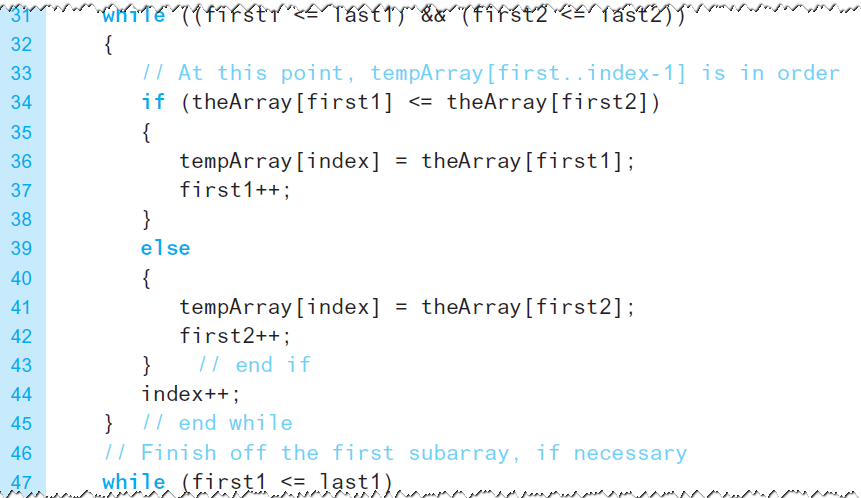 31 while ((first1 <= last1) && (first2 <= last2))
32 {
33 // At this point, tempArray[first..index-1] is in order
34 if (theArray[first1] <= theArray[first2])
35 {
36 tempArray[index] = theArray[first1];
37 first1++;
38 }
39 else
40 {
41 tempArray[index] = theArray[first2];
42 first2++;
43 } // end if
44 index++;
45 } // end while
46 // Finish off the first subarray, if necessary
47 while (first1 <= last1)